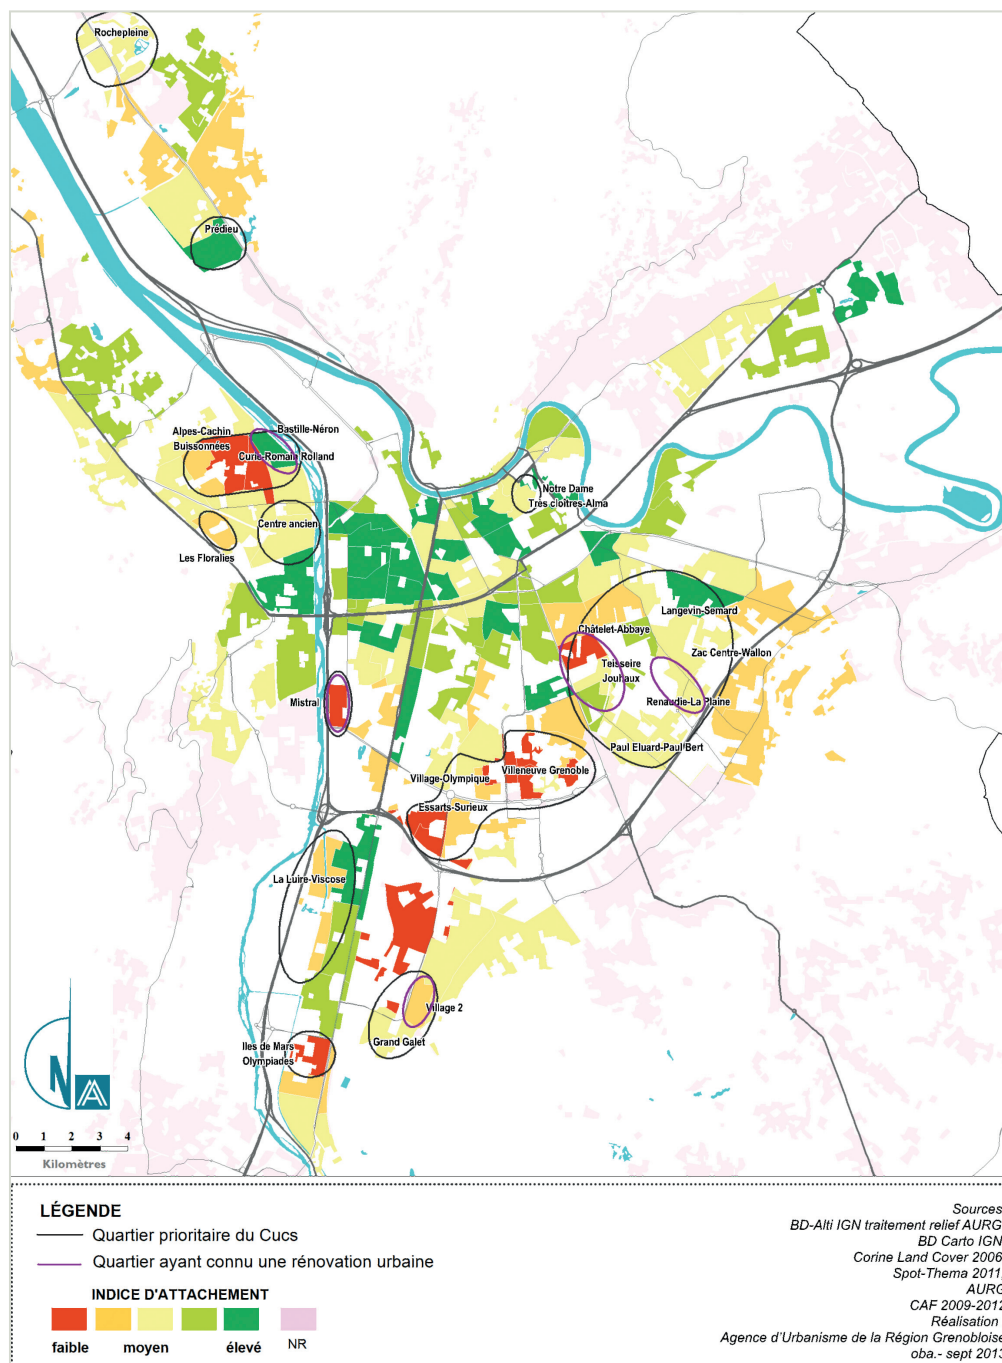 Rochepleine
Predieu
Alpes-Cachin
Bastille-Néron
Buissonnées
Curie-Romain Rolland
Centre ancien
Les Floralies
Notre Dame
Très cloîtres-Alma
Langevin-Semard
Châtelet-Abbaye
Zac Centre-Wallon
Teisseire
Jouhaux
Renaudie-La Plaine
Mistral
Paul Eluard-Paul Bert
Villeneuve Grenoble
Village-Olympique
Essarts-Surieux
La Luire-Viscose
Village 2
Grand Galet
Iles de Mars
Olympiades
N
0 1 2 3 4
Kilomètres
LÉGENDE
Quartier prioritaire du Cucs
Quartier ayant connu une rénovation urbaine
INDICE D'ATTACHEMENT
faible moyen élevé NR
Sources
BD-Alti IGN traitement relief AURG
BD Carto IGN
Corine Land Cover 2006
Spot-Thema 2011,
AURG
CAF 2009-2012
Réalisation
Agence d'Urbanisme de la Région Grenobloise
oba.- sept 2013